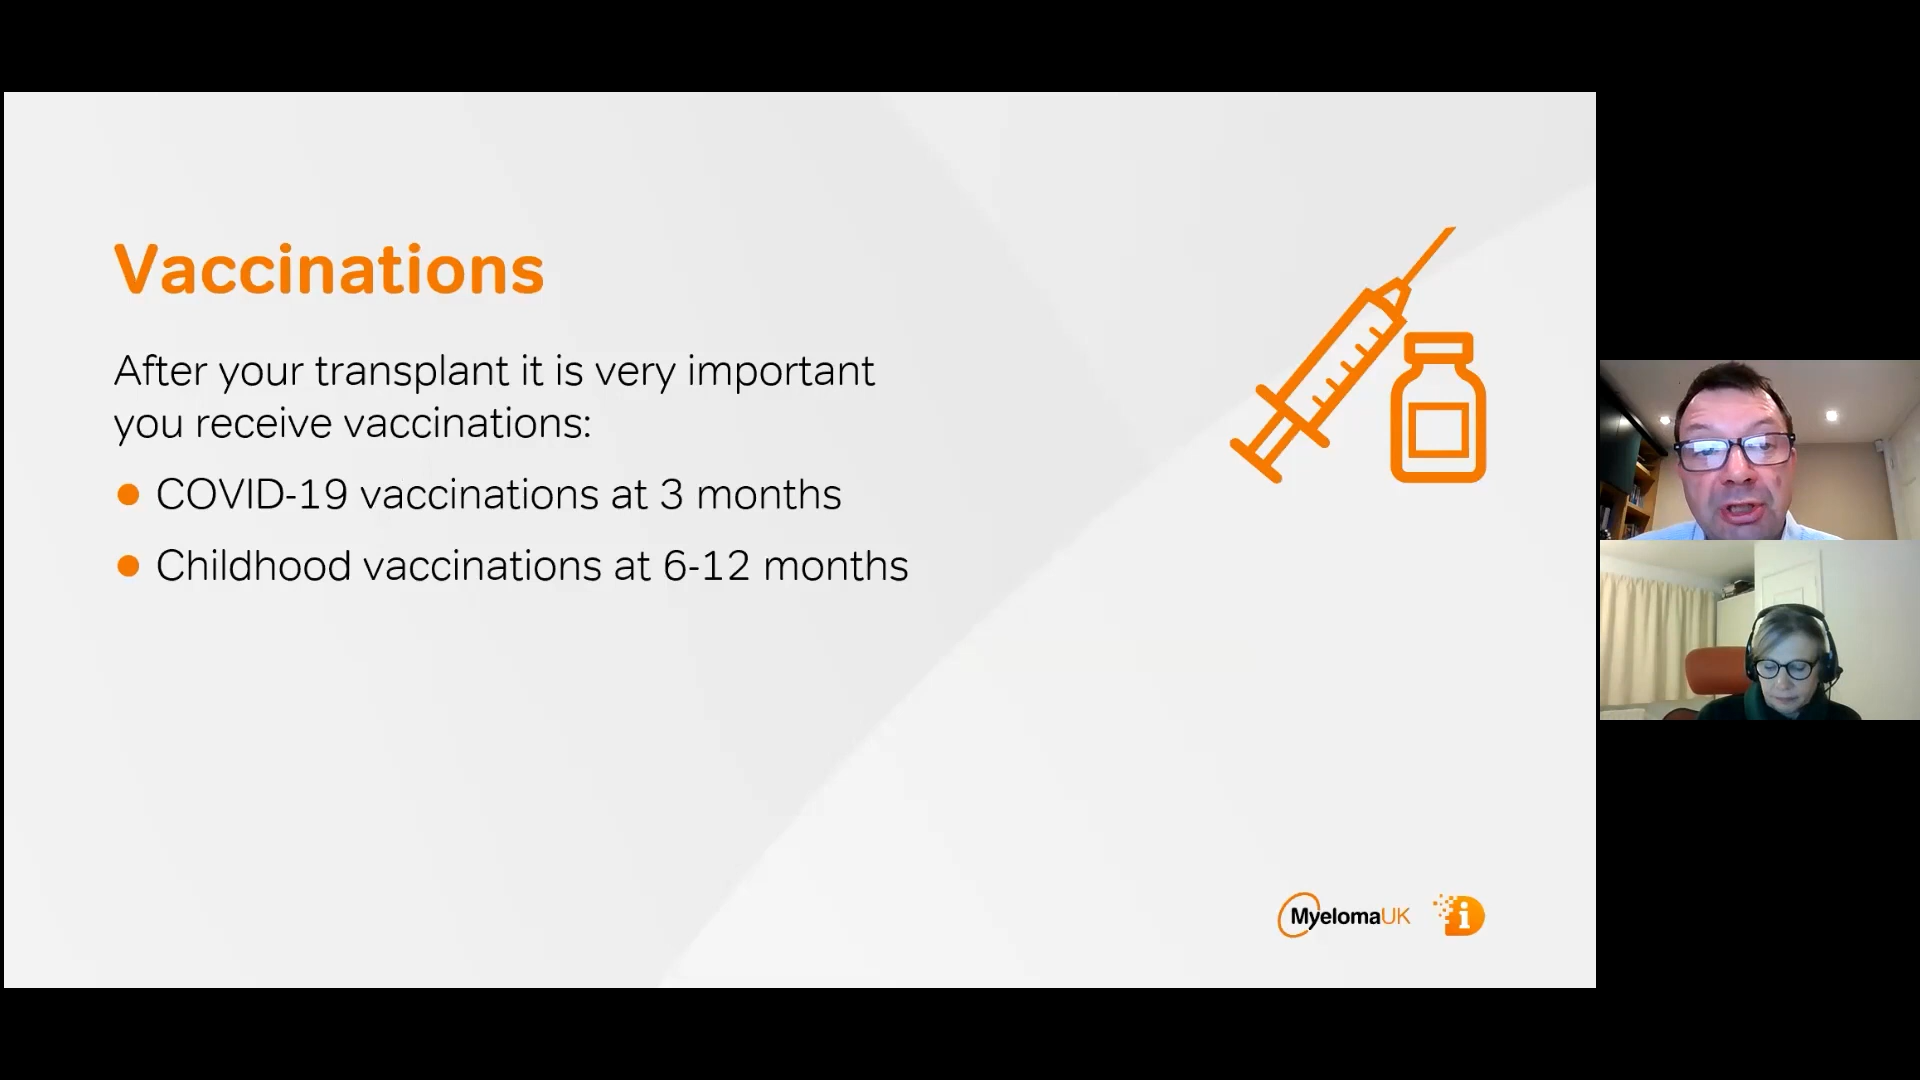 Vaccinations
After your transplant it is very important
you receive vaccinations:
COVID-19 vaccinations at 3 months
Childhood vaccinations at 6-12 months
MyelomaUK
i